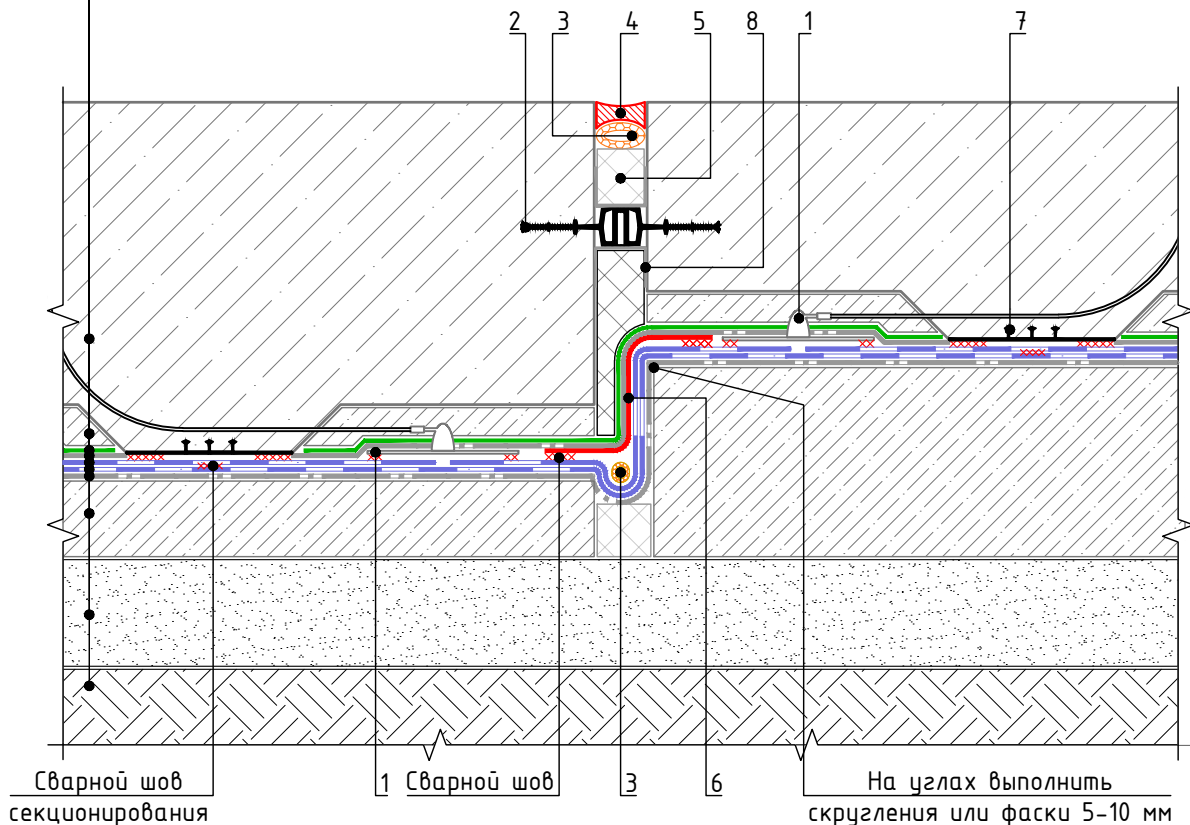 2 3 4 5 8 1 7
Сварной шов
секционирования
1
Сварной шов
3
6
На углах выполнить
скругления или фаски 5-10 мм